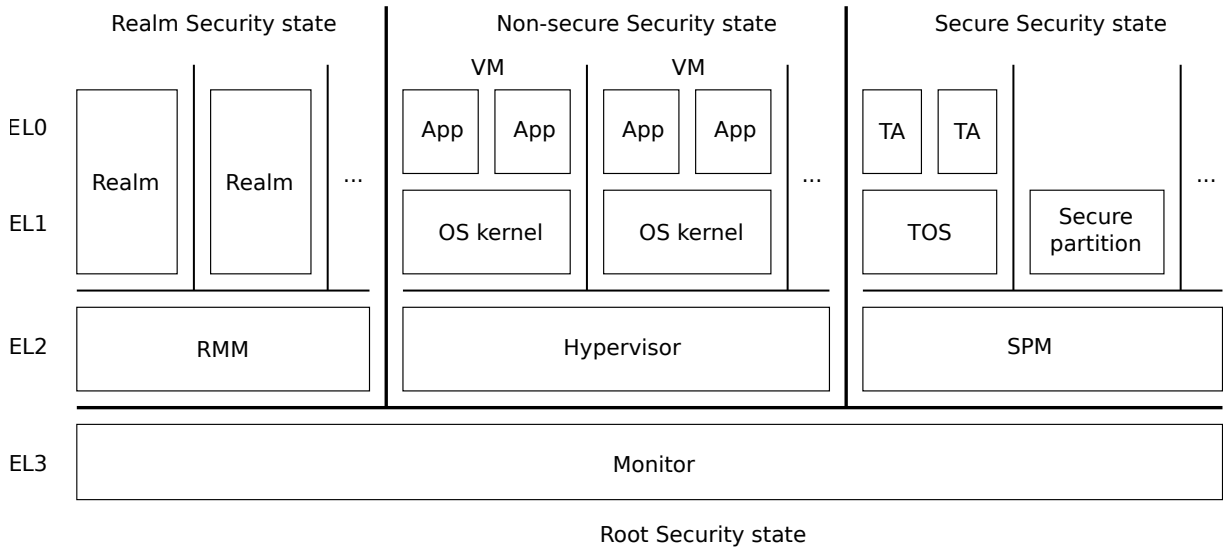 Realm Security state
Non-secure Security state
Secure Security state
VM
VM
EL0
App
App
App
App
TA
TA
Realm
Realm
...
...
...
EL1
OS kernel
OS kernel
TOS
Secure
partition
EL2
RMM
Hypervisor
SPM
EL3
Monitor
Root Security state